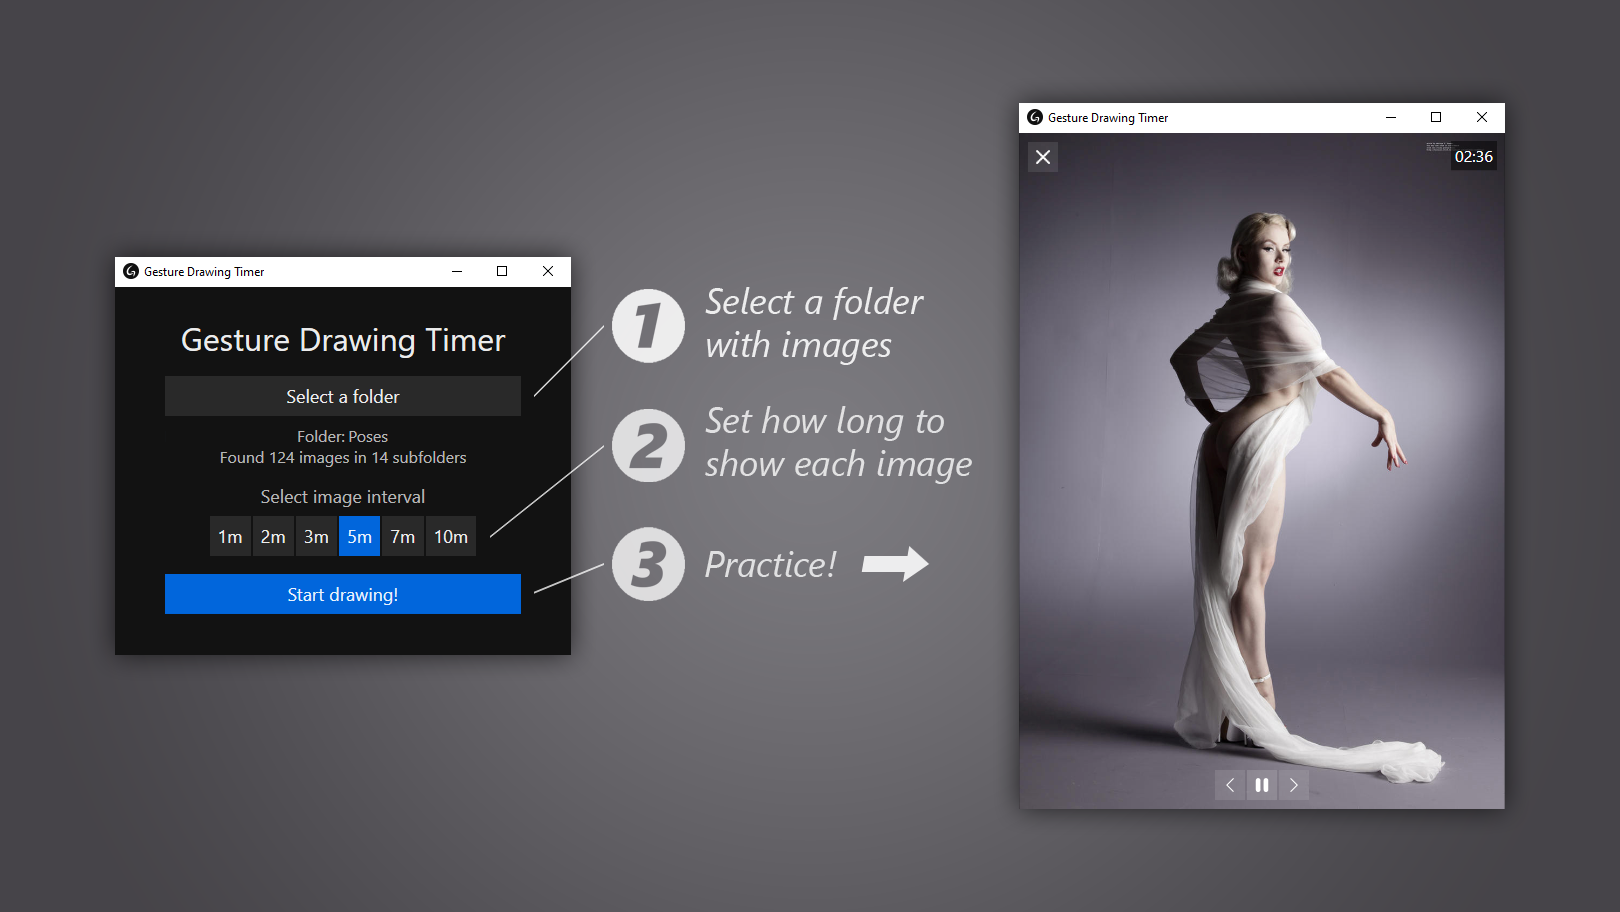 Gesture Drawing Timer
Gesture Drawing Timer
Select a folder
Folder: Poses
Found 124 images in 14 subfolders
Select image interval
1m 2m 3m 5m 7m 10m
Start drawing!
1 Select a folder
with images
2 Set how long to
show each image
3 Practice!
Gesture Drawing Timer
02:36